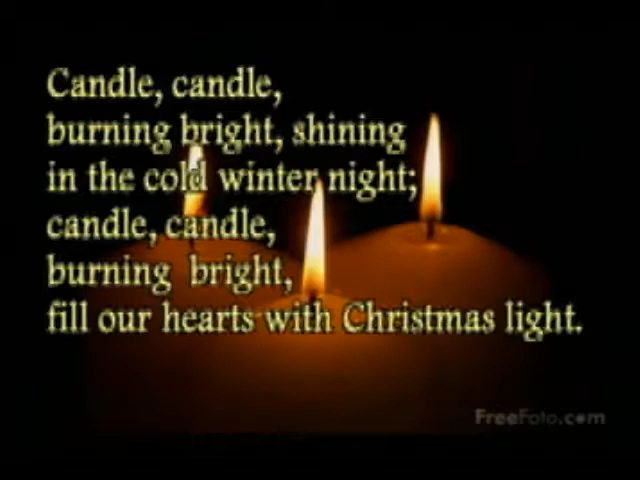 Candle, candle,
burning bright, shining
in the cold winter night;
candle, candle,
burning bright,
fill our hearts with Christmas light.
FreeFoto.com